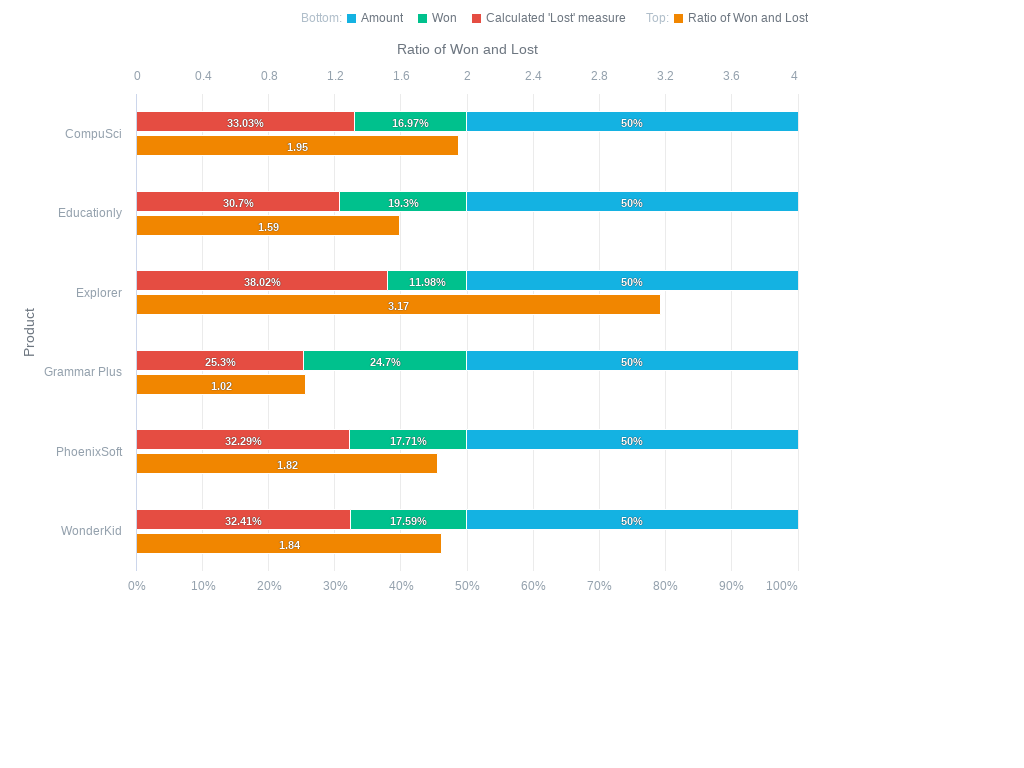 Bottom: Amount Won Calculated 'Lost' measure Top: Ratio of Won and Lost
Ratio of Won and Lost
0 0.4 0.8 1.2 1.6 2 2.4 2.8 3.2 3.6 4
CompuSci 33.03% 16.97% 50%
1.95
Educationly 30.7% 19.3% 50%
1.59
Explorer 38.02% 11.98% 50%
3.17
Product
Grammar Plus 25.3% 24.7% 50%
1.02
PhoenixSoft 32.29% 17.71% 50%
1.82
WonderKid 32.41% 17.59% 50%
1.84
0% 10% 20% 30% 40% 50% 60% 70% 80% 90% 100%